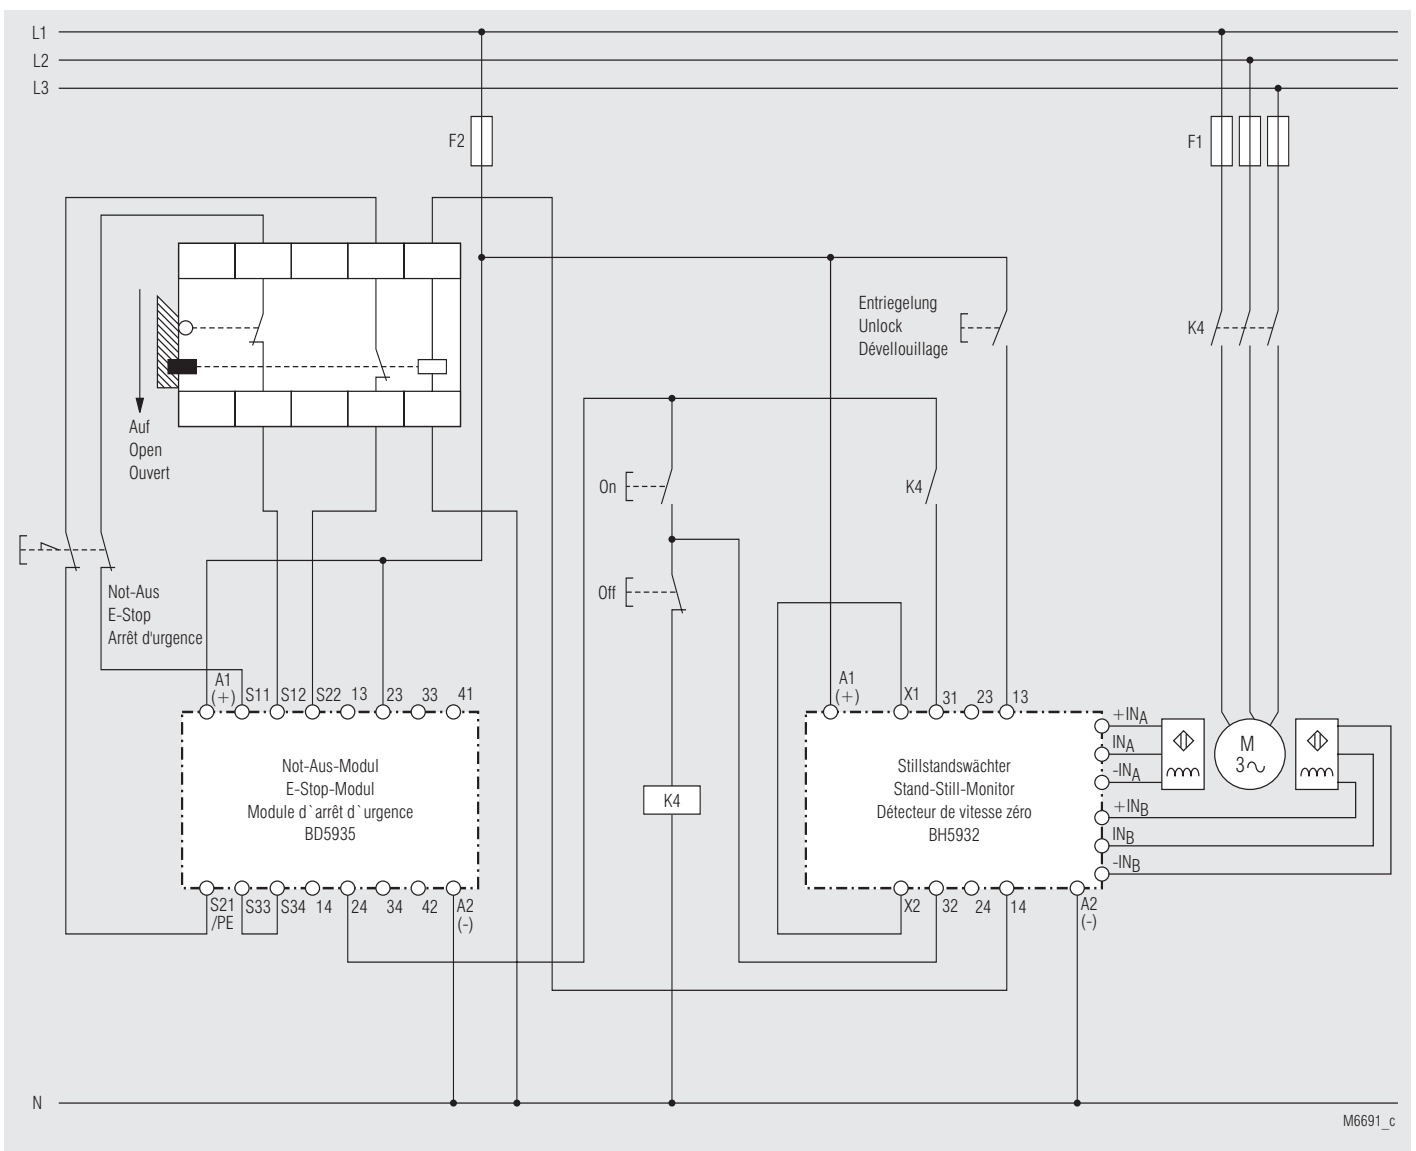 L1
L2
L3
F2
F1
Entriegelung
Unlock
Dévellouillage
K4
Auf
Open
Ouvert
On
K4
Off
Not-Aus
E-Stop
Arrêt d'urgence
A1
(+)
S11
S12
S22
13
23
33
41
A1
(+)
X1
31
23
13
Not-Aus-Modul
E-Stop-Modul
Module d`arrêt d`urgence
BD5935
K4
Stillstandswächter
Stand-Still-Monitor
Détecteur de vitesse zéro
BH5932
+INA
INA
-INA
+INB
INB
-INB
M
3~
S21
/PE
S33
S34
14
24
34
42
A2
(-)
X2
32
24
14
A2
(-)
N
M6691_c